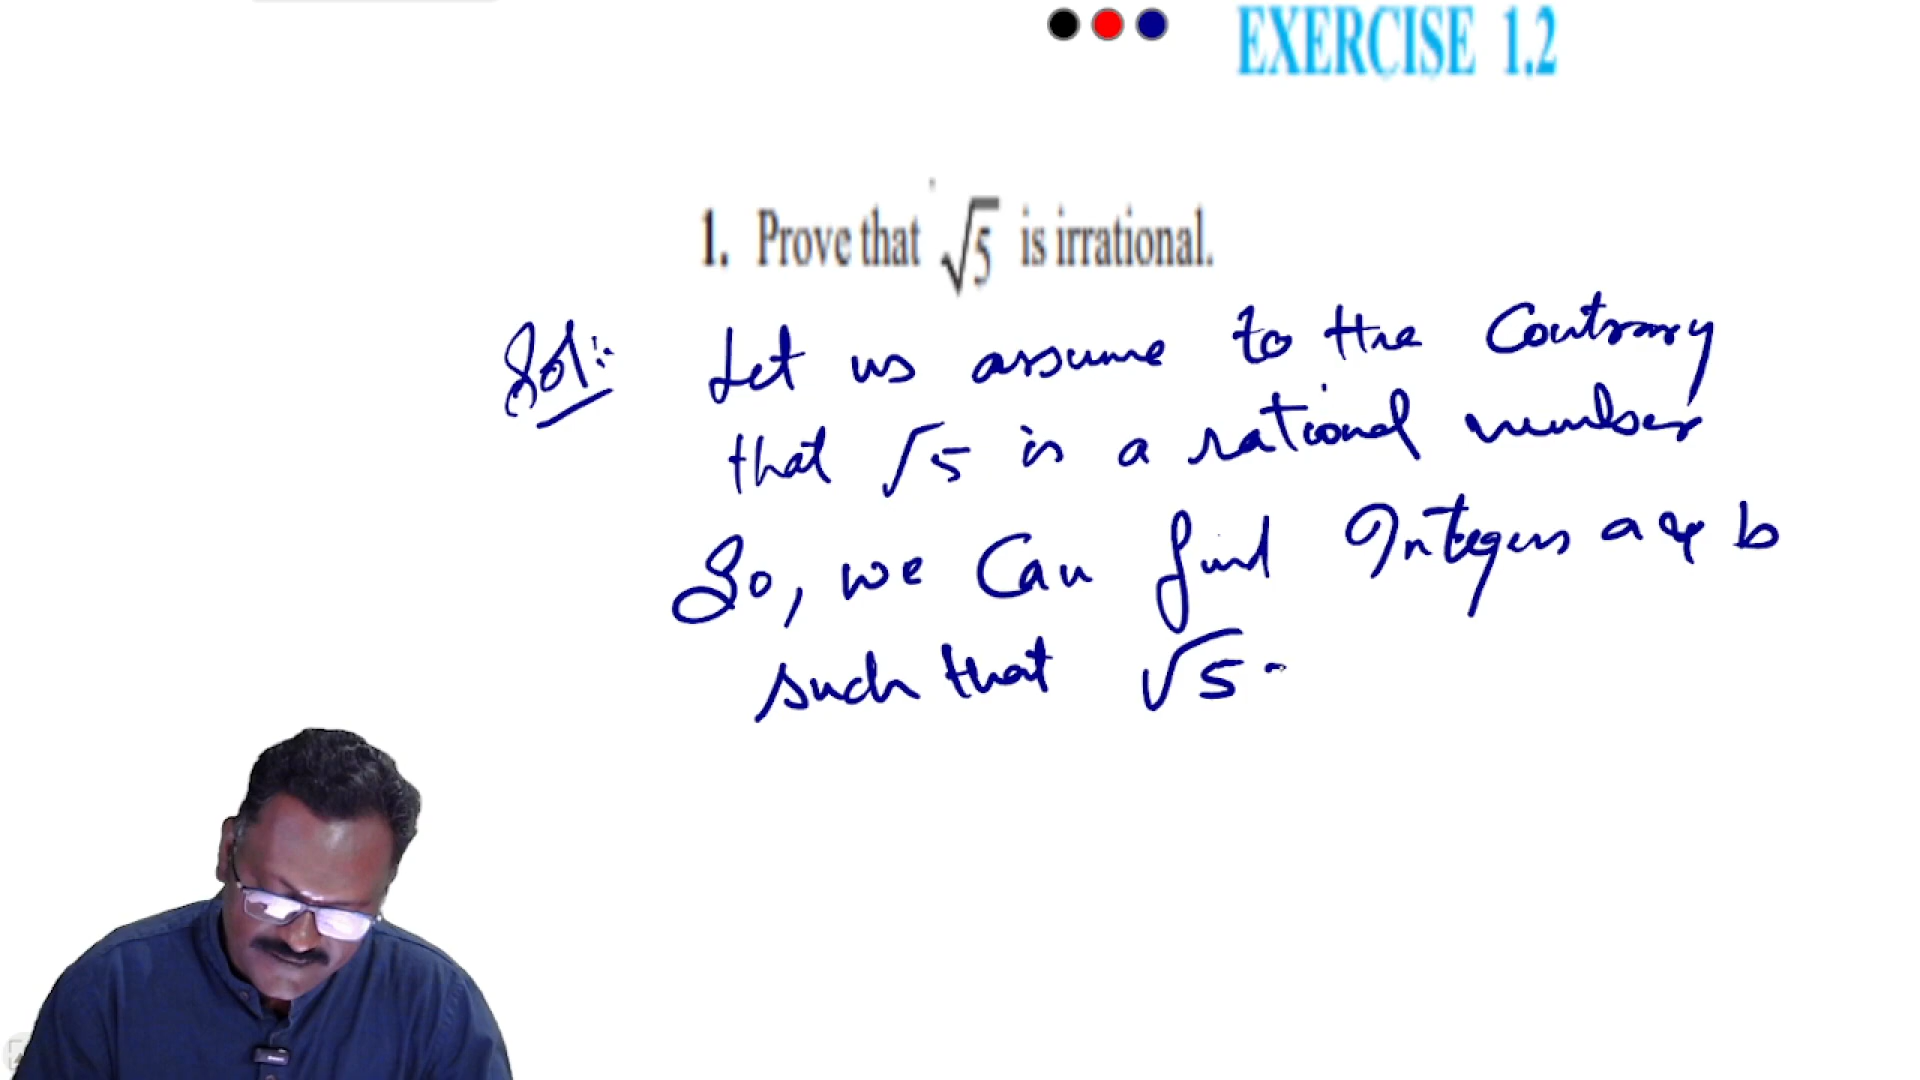 EXERCISE 1.2
1. Prove that √5 is irrational.
Sol:- Let us assume to the Contrary
that √5 is a rational number
So, we Can find Integers a & b
such that √5 -